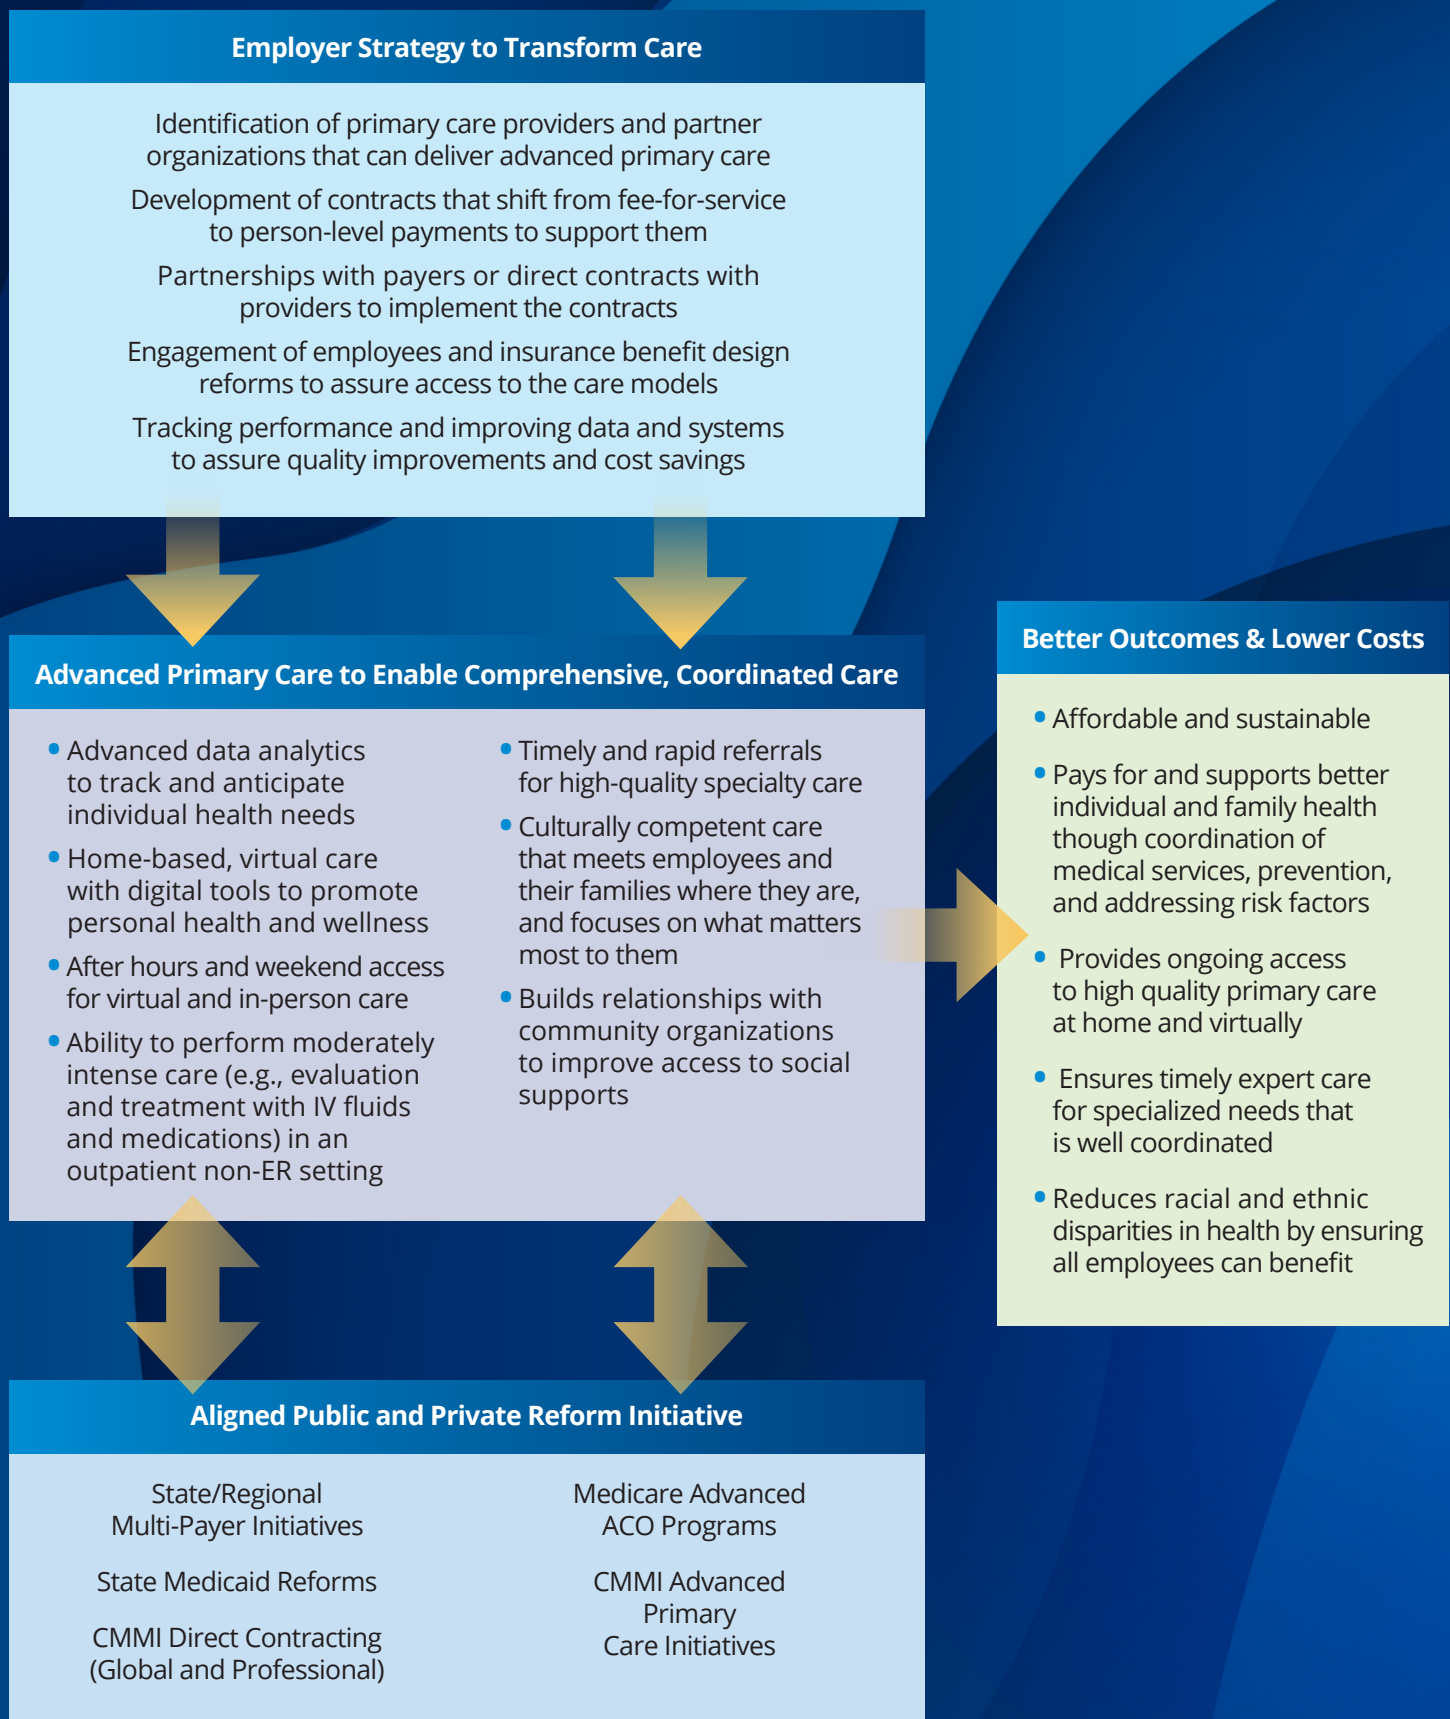 Employer Strategy to Transform Care
Identification of primary care providers and partner
organizations that can deliver advanced primary care
Development of contracts that shift from fee-for-service
to person-level payments to support them
Partnerships with payers or direct contracts with
providers to implement the contracts
Engagement of employees and insurance benefit design
reforms to assure access to the care models
Tracking performance and improving data and systems
to assure quality improvements and cost savings
Advanced Primary Care to Enable Comprehensive, Coordinated Care
• Advanced data analytics
to track and anticipate
individual health needs
• Home-based, virtual care
with digital tools to promote
personal health and wellness
• After hours and weekend access
for virtual and in-person care
• Ability to perform moderately
intense care (e.g., evaluation
and treatment with IV fluids
and medications) in an
outpatient non-ER setting
• Timely and rapid referrals
for high-quality specialty care
• Culturally competent care
that meets employees and
their families where they are,
and focuses on what matters
most to them
• Builds relationships with
community organizations
to improve access to social
supports
Better Outcomes & Lower Costs
• Affordable and sustainable
• Pays for and supports better
individual and family health
though coordination of
medical services, prevention,
and addressing risk factors
• Provides ongoing access
to high quality primary care
at home and virtually
• Ensures timely expert care
for specialized needs that
is well coordinated
• Reduces racial and ethnic
disparities in health by ensuring
all employees can benefit
Aligned Public and Private Reform Initiative
State/Regional
Multi-Payer Initiatives
State Medicaid Reforms
CMMI Direct Contracting
(Global and Professional)
Medicare Advanced
ACO Programs
CMMI Advanced
Primary
Care Initiatives